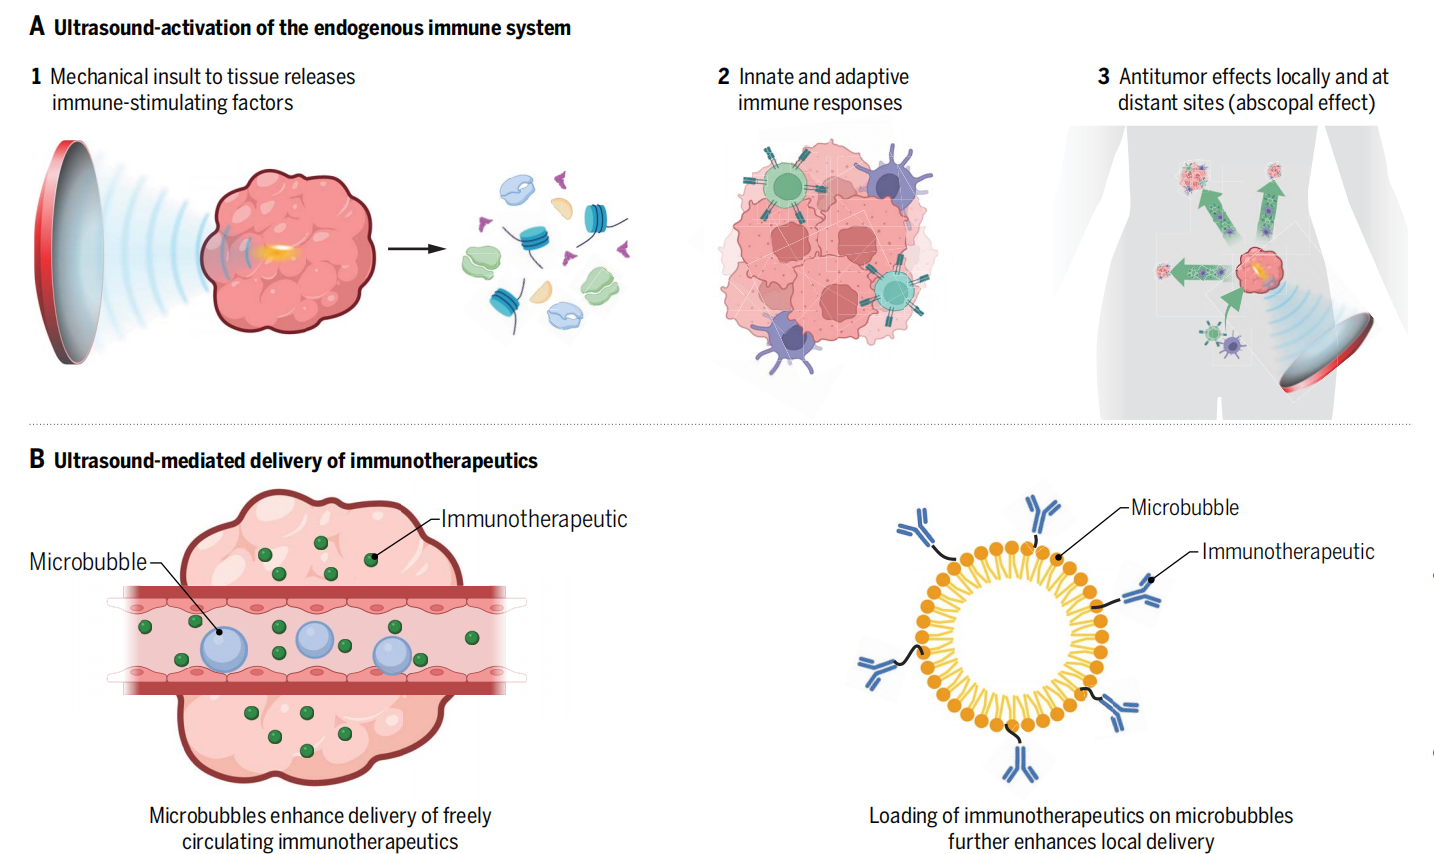 A Ultrasound-activation of the endogenous immune system
1 Mechanical insult to tissue releases
immune-stimulating factors
2 Innate and adaptive
immune responses
3 Antitumor effects locally and at
distant sites (abscopal effect)
B Ultrasound-mediated delivery of immunotherapeutics
Immunotherapeutic
Microbubble
Microbubbles enhance delivery of freely
circulating immunotherapeutics
Microbubble
Immunotherapeutic
Loading of immunotherapeutics on microbubbles
further enhances local delivery